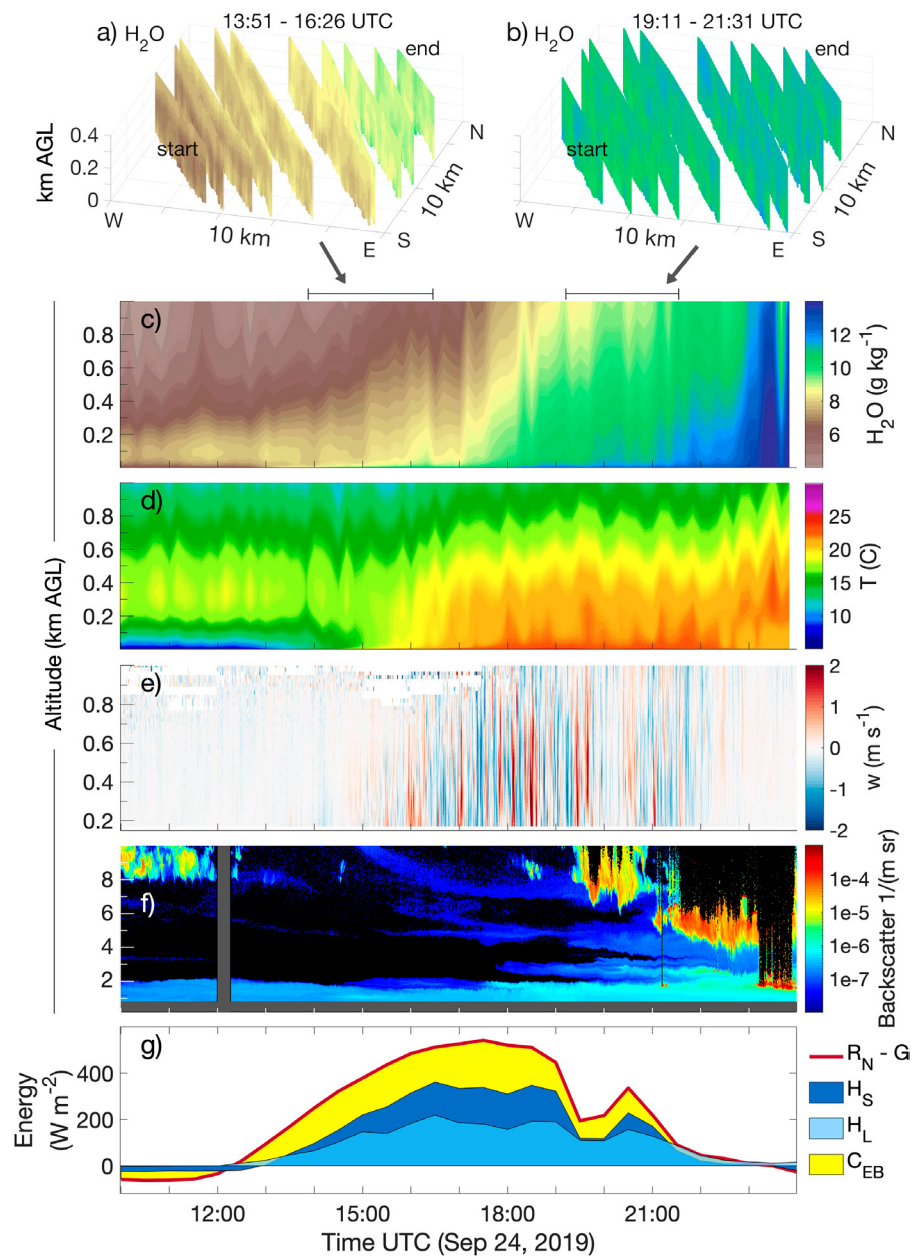 13:51 - 16:26 UTC
a) H2O
end
start
km AGL
0.4
0.2
0
W
10 km
E
S
10 km
N
19:11 - 21:31 UTC
b) H2O
end
start
W
10 km
E
S
10 km
N
Altitude (km AGL)
c)
0.8
0.6
0.4
0.2
12
10
8
6
H2O (g kg-1)
d)
0.8
0.6
0.4
0.2
25
20
15
10
T (C)
e)
0.8
0.6
0.4
0.2
2
1
0
-1
-2
w (m s-1)
f)
8
6
4
2
1e-4
1e-5
1e-6
1e-7
Backscatter 1/(m sr)
g)
Energy
(W m-2)
400
200
0
RN - G
HS
HL
CEB
12:00 15:00 18:00 21:00
Time UTC (Sep 24, 2019)